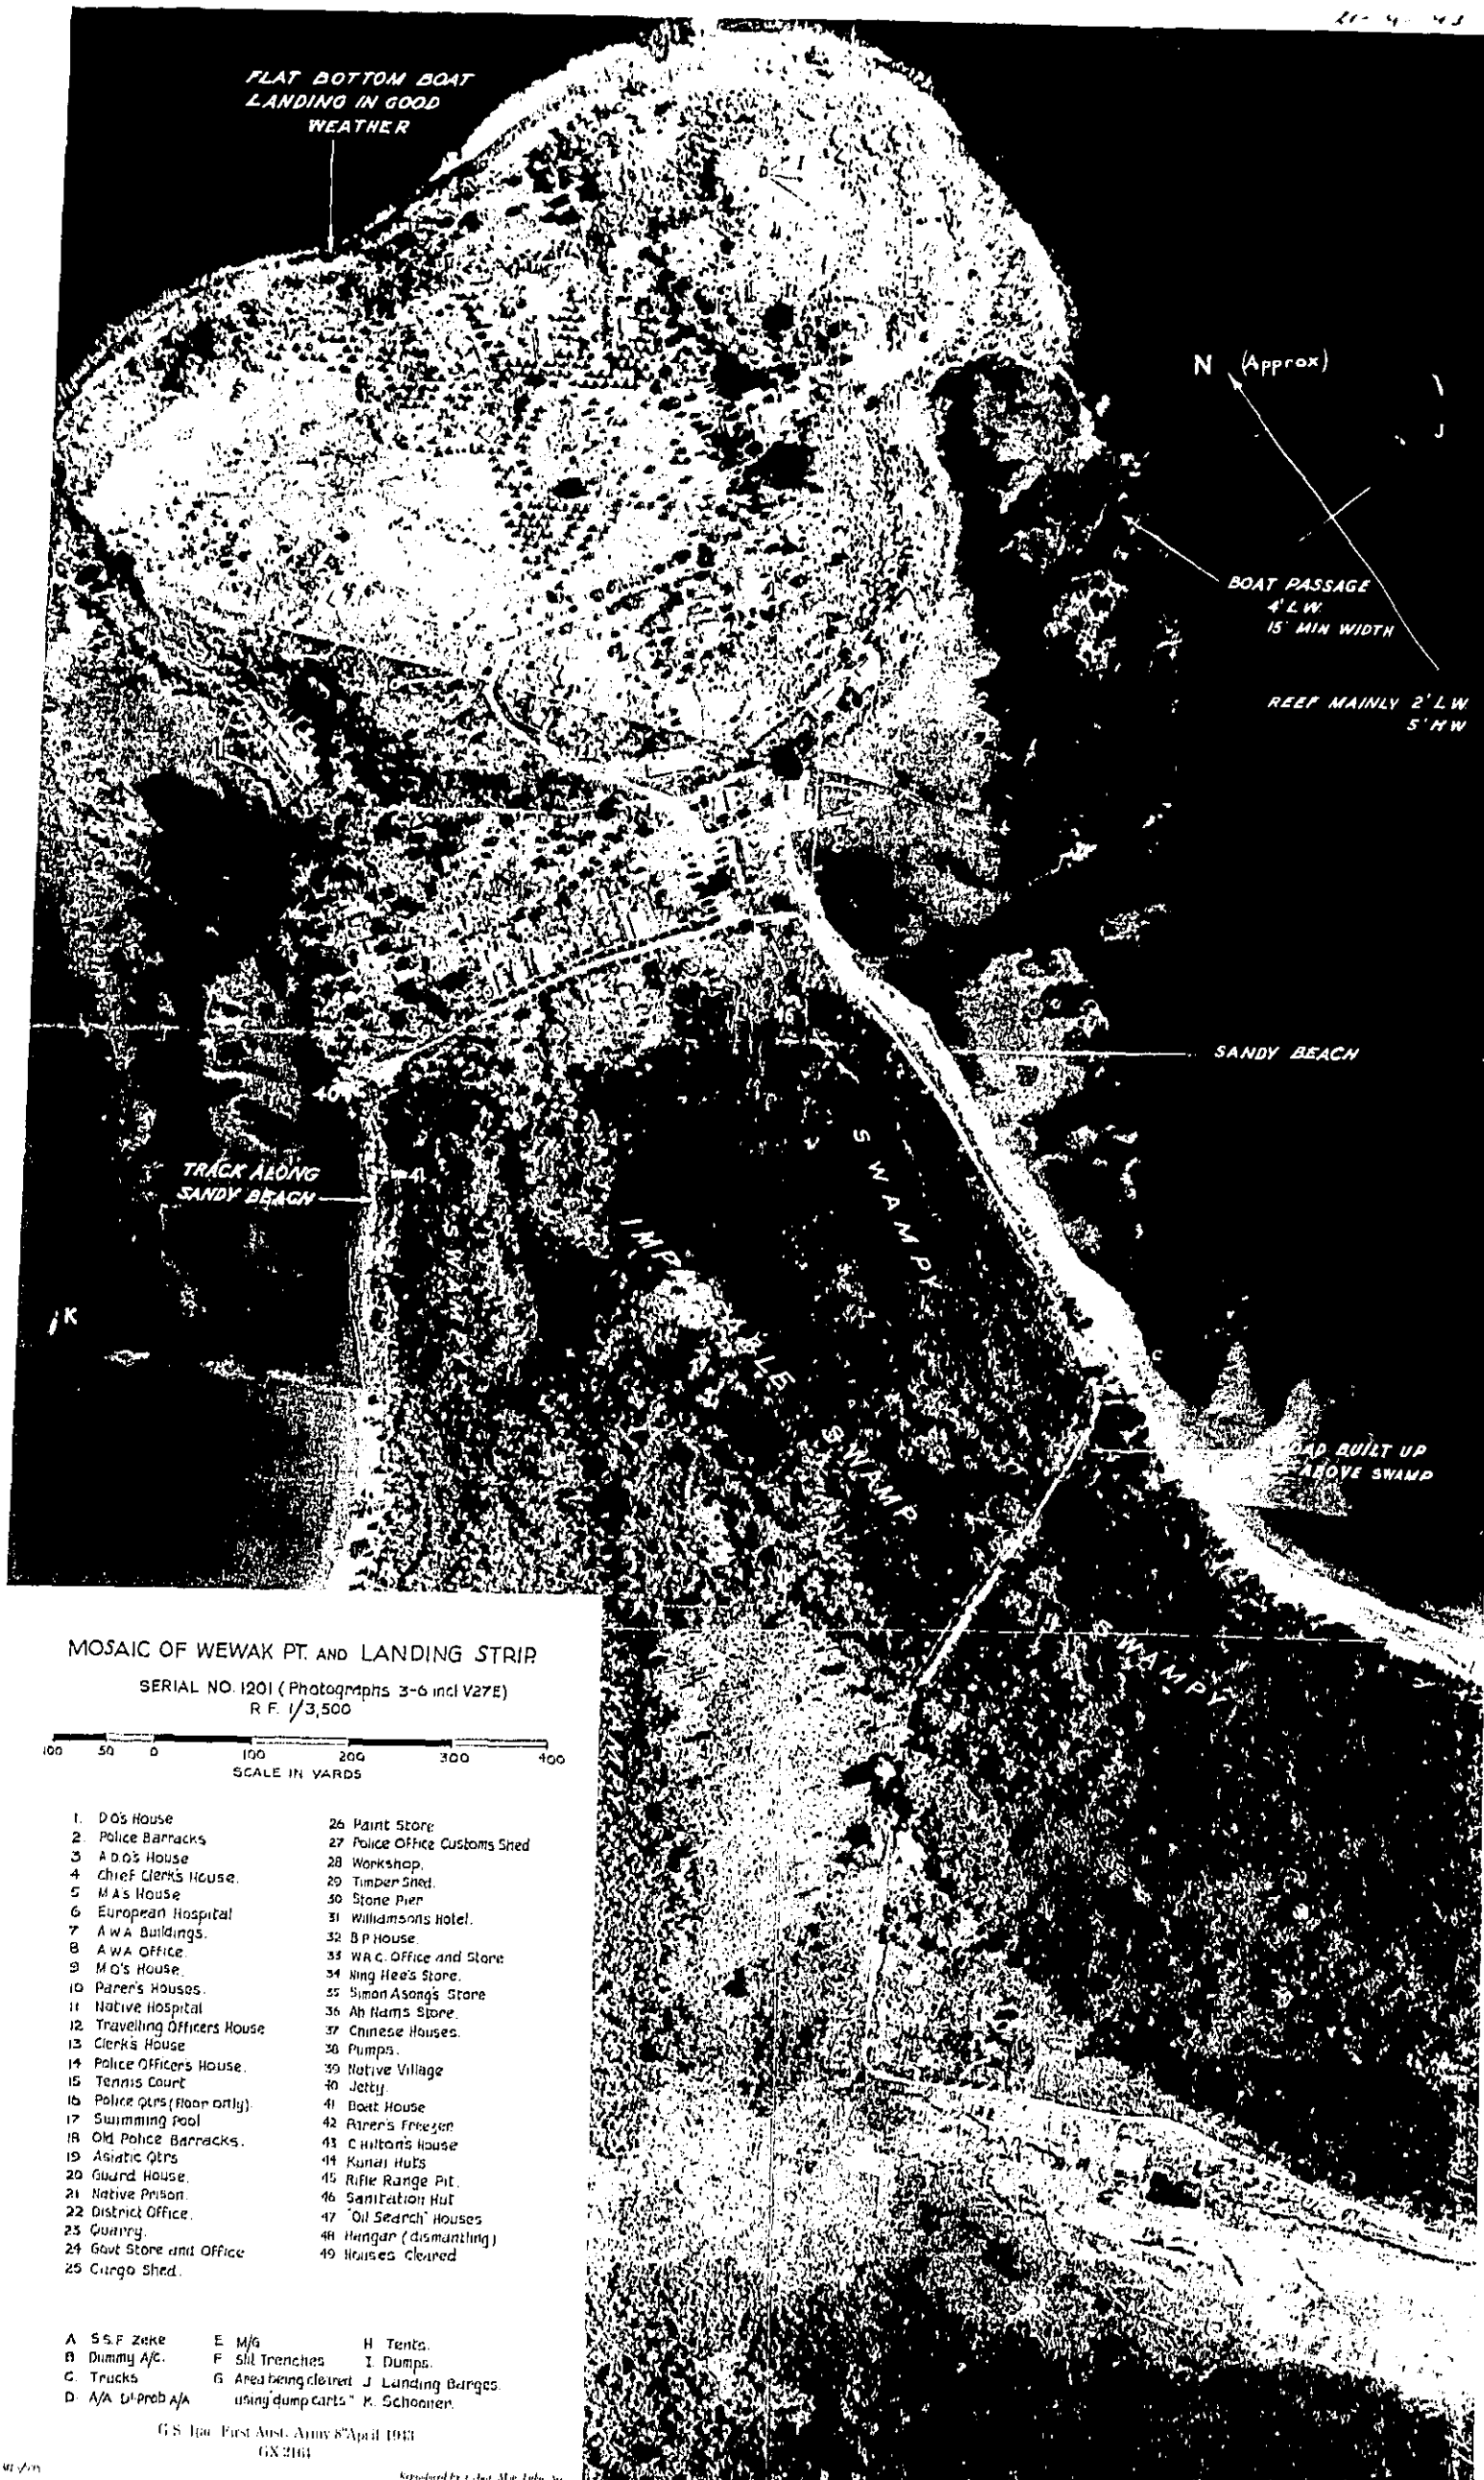 21-4-43
FLAT BOTTOM BOAT
LANDING IN GOOD
WEATHER
D
I
N (Approx)
J
BOAT PASSAGE
4' L.W.
15' MIN WIDTH
REEF MAINLY 2' L.W.
5' H W
SANDY BEACH
40
TRACK ALONG
SANDY BEACH
41
SWAMPY
SWAMPY
IMP LE SWAMP
K
C
OAD BUILT UP
ABOVE SWAMP
SWAMPY
MOSAIC OF WEWAK PT. AND LANDING STRIP
SERIAL NO. 1201 (Photographs 3-6 incl V27E)
R F. 1/3,500
100 50 0 100 200 300 400
SCALE IN YARDS
1. DO's House
2. Police Barracks
3 A.D.O's House
4 Chief Clerk's House.
5 M A's House
6 European Hospital
7 A W A Buildings.
8 A W A Office.
9 M O's House.
10 Parer's Houses.
11 Native Hospital
12 Travelling Officers House
13 Clerk's House
14 Police Officer's House.
15 Tennis Court
16 Police Qtrs (floor only).
17 Swimming Pool
18 Old Police Barracks.
19 Asiatic Qtrs
20 Guard House.
21 Native Prison.
22 District Office.
23 Quarry.
24 Govt Store and Office
25 Cargo Shed.
26 Paint Store
27 Police Office Customs Shed
28 Workshop.
29 Timber Shed.
30 Stone Pier
31 Williamsons Hotel.
32 B P House.
33 W.R.C. Office and Store
34 Ning Hee's Store.
35 Simon Asong's Store
36 Ah Nams Store.
37 Chinese Houses.
38 Pumps.
39 Native Village
40 Jetty.
41 Boat House
42 Parer's Freezer
43 C Hilton's House
44 Kunai Huts
45 Rifle Range Pit.
46 Sanitation Hut
47 "Oil Search" Houses
48 Hangar (dismantling)
49 Houses Cleared
A S S.F Zeke
B Dummy A/C.
C. Trucks
D. A/A D'Prob A/A
E M/G
F Slit Trenches
G Area being cleared
using "dump carts"
H Tents.
I. Dumps.
J Landing Barges.
K. Schooner.
G S Int. First Aust. Army 8th April 1943
GX 2164